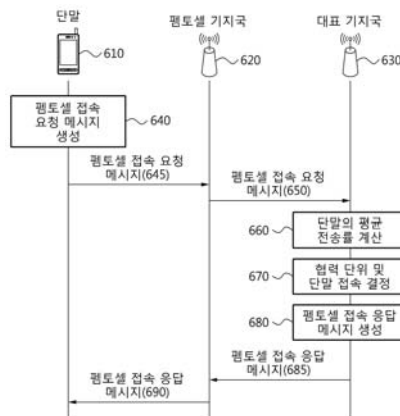 단말
펨토셀 기지국
대표 기지국
610
620
630
펨토셀 접속
요청 메시지
생성
640
펨토셀 접속 요청
메시지(645)
펨토셀 접속 요청
메시지(650)
660
단말의 평균
전송률 계산
670
협력 단위 및
단말 접속 결정
680
펨토셀 접속 응답
메시지 생성
펨토셀 접속 응답
메시지(685)
펨토셀 접속 응답
메시지(690)